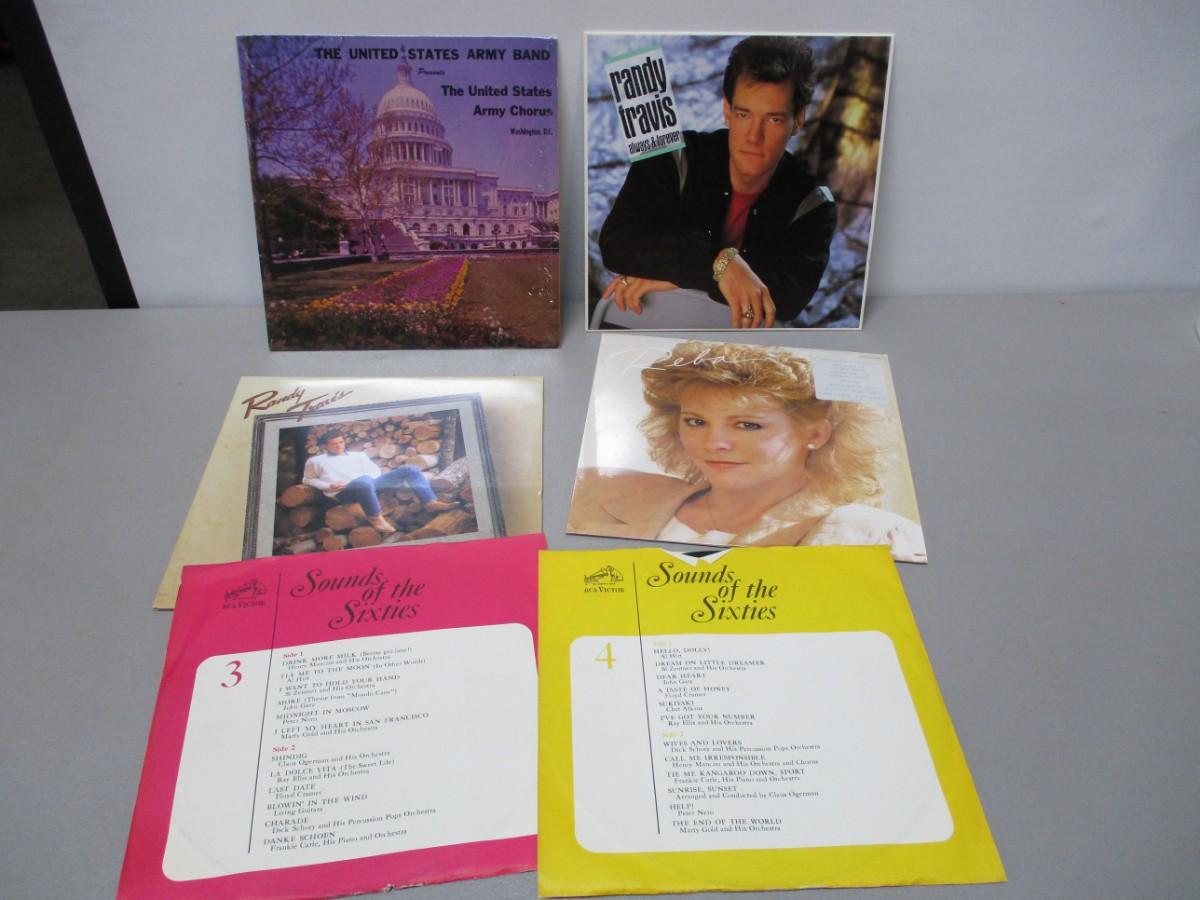 THE UNITED STATES ARMY BAND
Presents
The United States
Army Chorus
Washington, D.C.
randy
travis
always & forever
Randy
Travis
Reba
RCA VICTOR
Sounds
of the
Sixties
3
Side 1
DRINK MORE MILK
Henry Mancini and His Orchestra
FLY ME TO THE MOON (In Other Words)
Al Hirt
I WANT TO HOLD YOUR HAND
Si Zentner and His Orchestra
MORE (Theme from "Mondo Cane")
John Gary
MIDNIGHT IN MOSCOW
Peter Nero
I LEFT MY HEART IN SAN FRANCISCO
Marty Gold and His Orchestra
Side 2
SHINDIG
Claus Ogerman and His Orchestra
LA DOLCE VITA (The Sweet Life)
Ray Ellis and His Orchestra
LAST DATE
Floyd Cramer
BLOWIN' IN THE WIND
Living Guitars
CHARADE
Dick Schory and His Percussion Pops Orchestra
DANKE SCHOEN
Frankie Carle, His Piano and Orchestra
RCA VICTOR
Sounds
of the
Sixties
4
Side 1
HELLO, DOLLY!
Al Hirt
DREAM ON LITTLE DREAMER
Si Zentner and His Orchestra
DEAR HEART
John Gary
A TASTE OF HONEY
Floyd Cramer
SUKIYAKI
Chet Atkins
I'VE GOT YOUR NUMBER
Ray Ellis and His Orchestra
Side 2
WIVES AND LOVERS
Dick Schory and His Percussion Pops Orchestra
CALL ME IRRESPONSIBLE
Henry Mancini and His Orchestra and Chorus
TIE ME KANGAROO DOWN, SPORT
Frankie Carle, His Piano and Orchestra
SUNRISE, SUNSET
Arranged and Conducted by Claus Ogerman
HELP!
Peter Nero
THE END OF THE WORLD
Marty Gold and His Orchestra